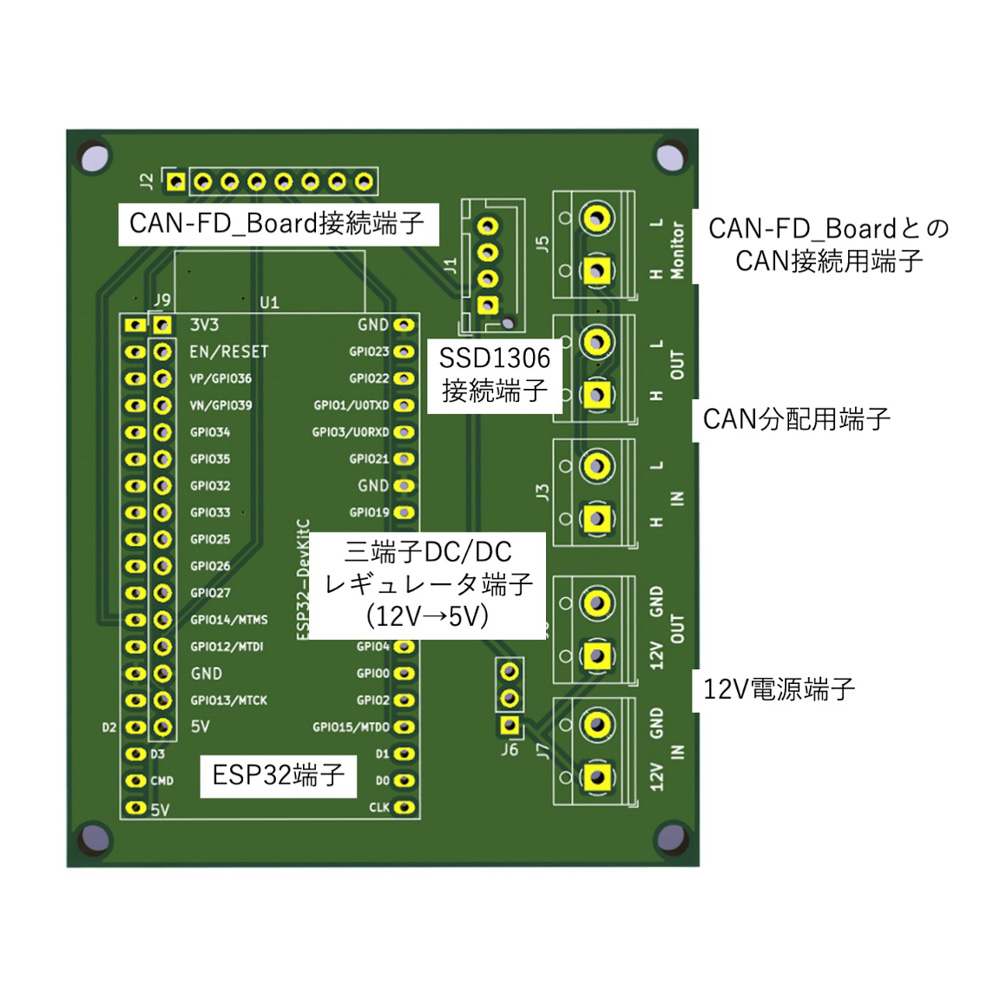 J2
CAN-FD_Board接続端子
J1
J5
L
H
Monitor
CAN-FD_Boardとの
CAN接続用端子
J9
U1
3V3
EN/RESET
VP/GPIO36
VN/GPIO39
GPIO34
GPIO35
GPIO32
GPIO33
GPIO25
GPIO26
GPIO27
GPIO14/MTMS
GPIO12/MTDI
GND
GPIO13/MTCK
D2
5V
D3
CMD
5V
GND
GPIO23
GPIO22
GPIO1/U0TXD
GPIO3/U0RXD
GPIO21
GND
GPIO19
GPIO4
GPIO0
GPIO2
GPIO15/MTDO
D1
D0
CLK
ESP32-DevKitC
SSD1306
接続端子
L
H
OUT
CAN分配用端子
J3
L
H
IN
三端子DC/DC
レギュレータ端子
(12V→5V)
GND
12V
OUT
12V電源端子
J6
J7
GND
12V
IN
ESP32端子